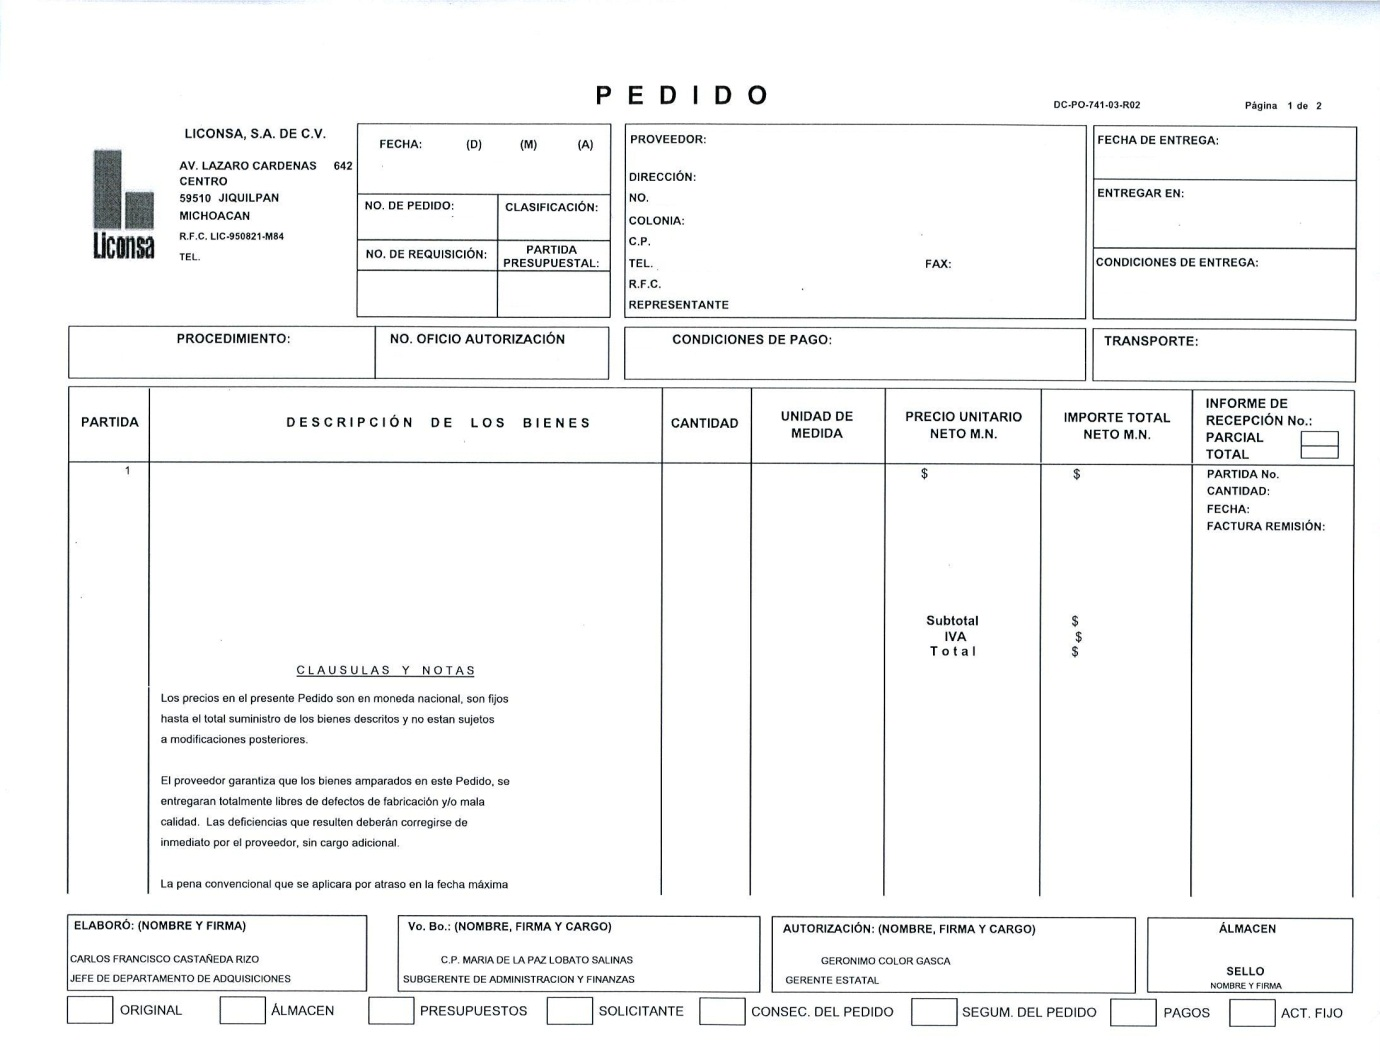 PEDIDO
DC-PO-741-03-R02
Página 1 de 2
LICONSA, S.A. DE C.V.
AV. LAZARO CARDENAS 642
CENTRO
59510 JIQUILPAN
MICHOACAN
R.F.C. LIC-950821-M84
TEL.
Liconsa
FECHA: (D) (M) (A)
NO. DE PEDIDO:
CLASIFICACIÓN:
NO. DE REQUISICIÓN:
PARTIDA
PRESUPUESTAL:
PROVEEDOR:
DIRECCIÓN:
NO.
COLONIA:
C.P.
TEL. FAX:
R.F.C.
REPRESENTANTE
FECHA DE ENTREGA:
ENTREGAR EN:
CONDICIONES DE ENTREGA:
PROCEDIMIENTO:
NO. OFICIO AUTORIZACIÓN
CONDICIONES DE PAGO:
TRANSPORTE:
PARTIDA
DESCRIPCIÓN DE LOS BIENES
CANTIDAD
UNIDAD DE
MEDIDA
PRECIO UNITARIO
NETO M.N.
IMPORTE TOTAL
NETO M.N.
INFORME DE
RECEPCIÓN No.:
PARCIAL
TOTAL
1
$ $
PARTIDA No.
CANTIDAD:
FECHA:
FACTURA REMISIÓN:
Subtotal $
IVA $
Total $
CLAUSULAS Y NOTAS
Los precios en el presente Pedido son en moneda nacional, son fijos
hasta el total suministro de los bienes descritos y no estan sujetos
a modificaciones posteriores.
El proveedor garantiza que los bienes amparados en este Pedido, se
entregaran totalmente libres de defectos de fabricación y/o mala
calidad. Las deficiencias que resulten deberán corregirse de
inmediato por el proveedor, sin cargo adicional.
La pena convencional que se aplicara por atraso en la fecha máxima
ELABORÓ: (NOMBRE Y FIRMA)
CARLOS FRANCISCO CASTAÑEDA RIZO
JEFE DE DEPARTAMENTO DE ADQUISICIONES
Vo. Bo.: (NOMBRE, FIRMA Y CARGO)
C.P. MARIA DE LA PAZ LOBATO SALINAS
SUBGERENTE DE ADMINISTRACION Y FINANZAS
AUTORIZACIÓN: (NOMBRE, FIRMA Y CARGO)
GERONIMO COLOR GASCA
GERENTE ESTATAL
ÁLMACEN
SELLO
NOMBRE Y FIRMA
ORIGINAL
ÁLMACEN
PRESUPUESTOS
SOLICITANTE
CONSEC. DEL PEDIDO
SEGUM. DEL PEDIDO
PAGOS
ACT. FIJO